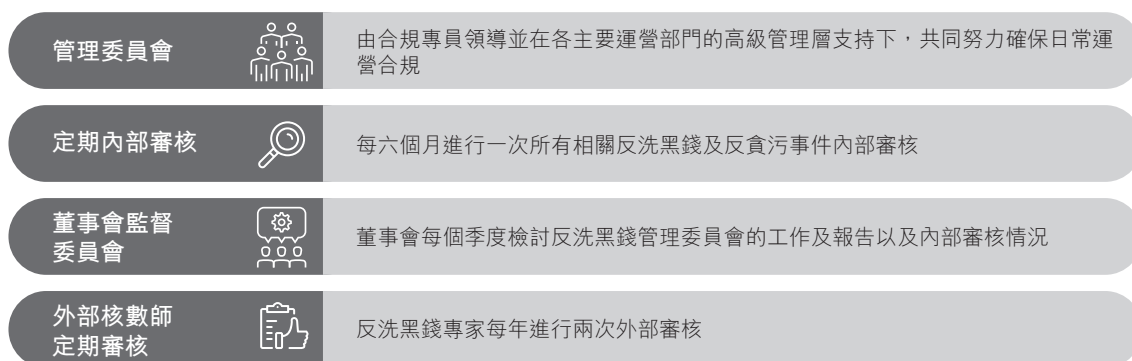 管理委員會
由合規專員領導並在各主要運營部門的高級管理層支持下，共同努力確保日常運
營合規
定期內部審核
每六個月進行一次所有相關反洗黑錢及反貪污事件內部審核
董事會監督
委員會
董事會每個季度檢討反洗黑錢管理委員會的工作及報告以及內部審核情況
外部核數師
定期審核
反洗黑錢專家每年進行兩次外部審核